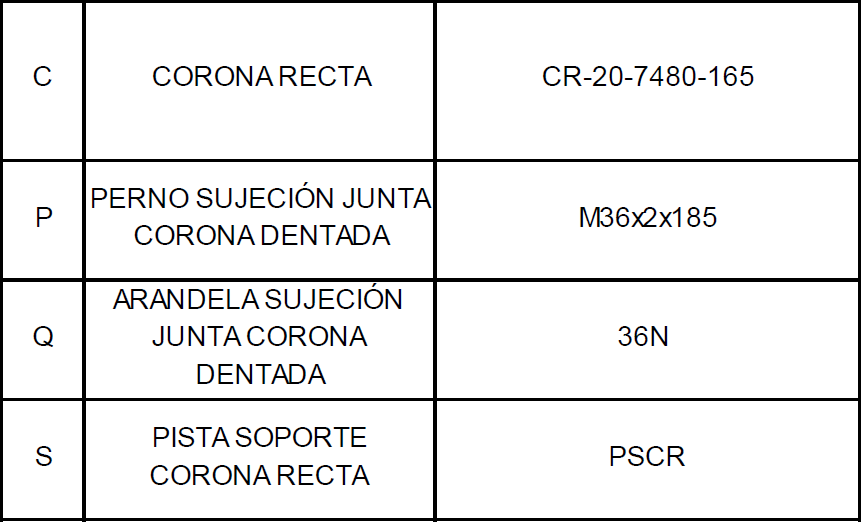 C
CORONA RECTA
CR-20-7480-165
P
PERNO SUJECIÓN JUNTA
CORONA DENTADA
M36x2x185
Q
ARANDELA SUJECIÓN
JUNTA CORONA
DENTADA
36N
S
PISTA SOPORTE
CORONA RECTA
PSCR